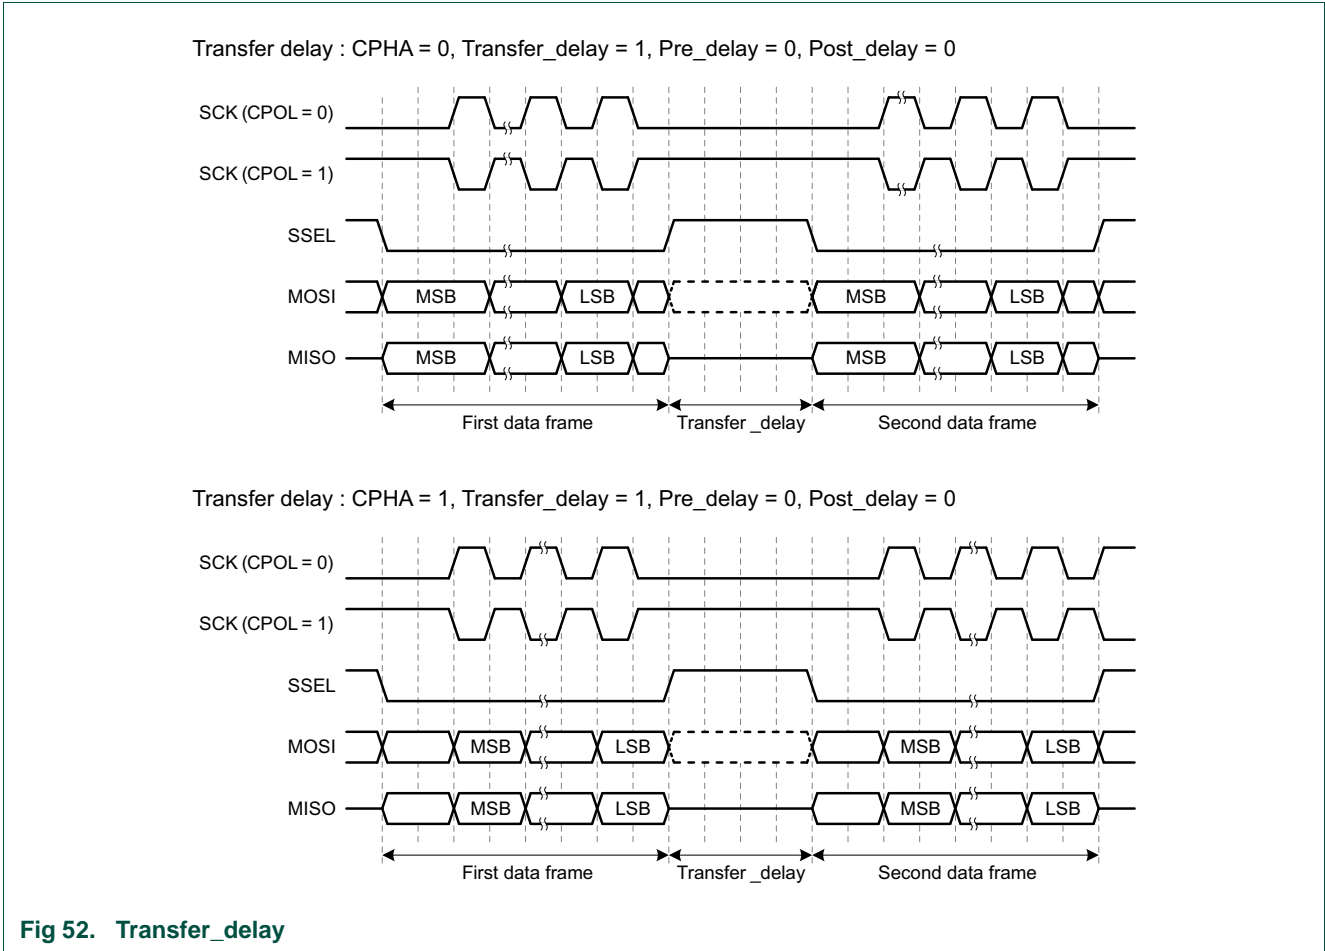 Transfer delay : CPHA = 0, Transfer_delay = 1, Pre_delay = 0, Post_delay = 0
SCK (CPOL = 0)
SCK (CPOL = 1)
SSEL
MOSI MSB LSB MSB LSB
MISO MSB LSB MSB LSB
First data frame Transfer _delay Second data frame
Transfer delay : CPHA = 1, Transfer_delay = 1, Pre_delay = 0, Post_delay = 0
SCK (CPOL = 0)
SCK (CPOL = 1)
SSEL
MOSI MSB LSB MSB LSB
MISO MSB LSB MSB LSB
First data frame Transfer _delay Second data frame
Fig 52. Transfer_delay